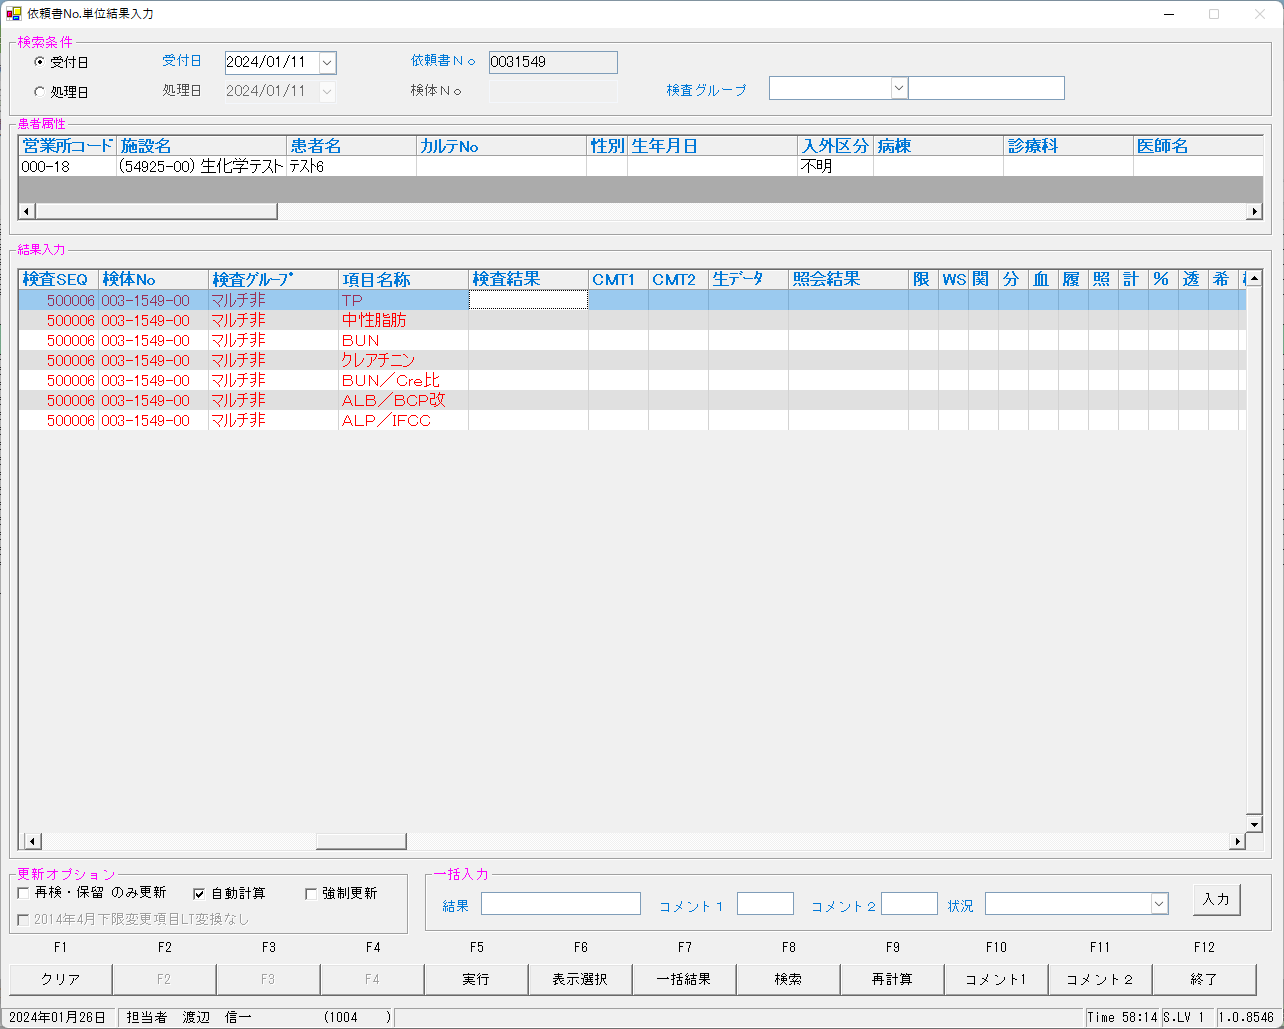 依頼書No.単位結果入力
検索条件
受付日 受付日 2024/01/11 依頼書No 0031549
処理日 処理日 2024/01/11 検体No 検査グループ
患者属性
営業所コード 施設名 患者名 カルテNo 性別 生年月日 入外区分 病棟 診療科 医師名
000-18 (54925-00) 生化学テスト テスト6 不明
結果入力
検査SEQ 検体No 検査グループ 項目名称 検査結果 CMT1 CMT2 生データ 照会結果 限 WS 関 分 血 履 照 計 % 透 希
500006 003-1549-00 マルチ非 TP
500006 003-1549-00 マルチ非 中性脂肪
500006 003-1549-00 マルチ非 BUN
500006 003-1549-00 マルチ非 クレアチニン
500006 003-1549-00 マルチ非 BUN/Cre比
500006 003-1549-00 マルチ非 ALB/BCP改
500006 003-1549-00 マルチ非 ALP/IFCC
更新オプション
再検・保留 のみ更新 自動計算 強制更新
2014年4月下限変更項目LT変換なし
一括入力
結果 コメント1 コメント2 状況 入力
F1 F2 F3 F4 F5 F6 F7 F8 F9 F10 F11 F12
クリア F2 F3 F4 実行 表示選択 一括結果 検索 再計算 コメント1 コメント2 終了
2024年01月26日 担当者 渡辺 信一 (1004 ) Time 58:14 S.LV 1 1.0.8546